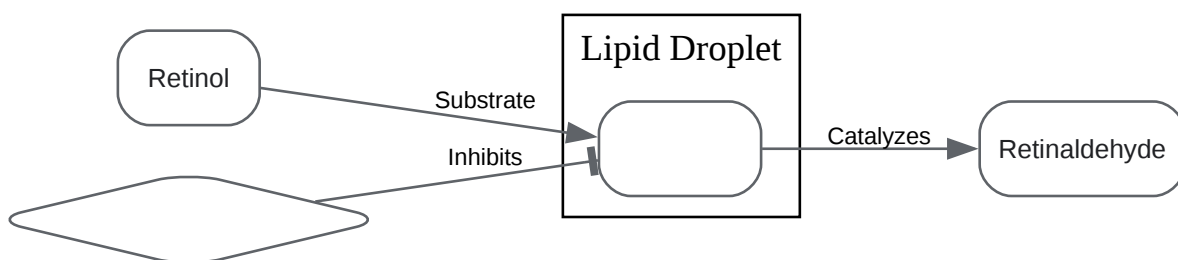 Lipid Droplet
Retinol
Substrate
Inhibits
Catalyzes
Retinaldehyde